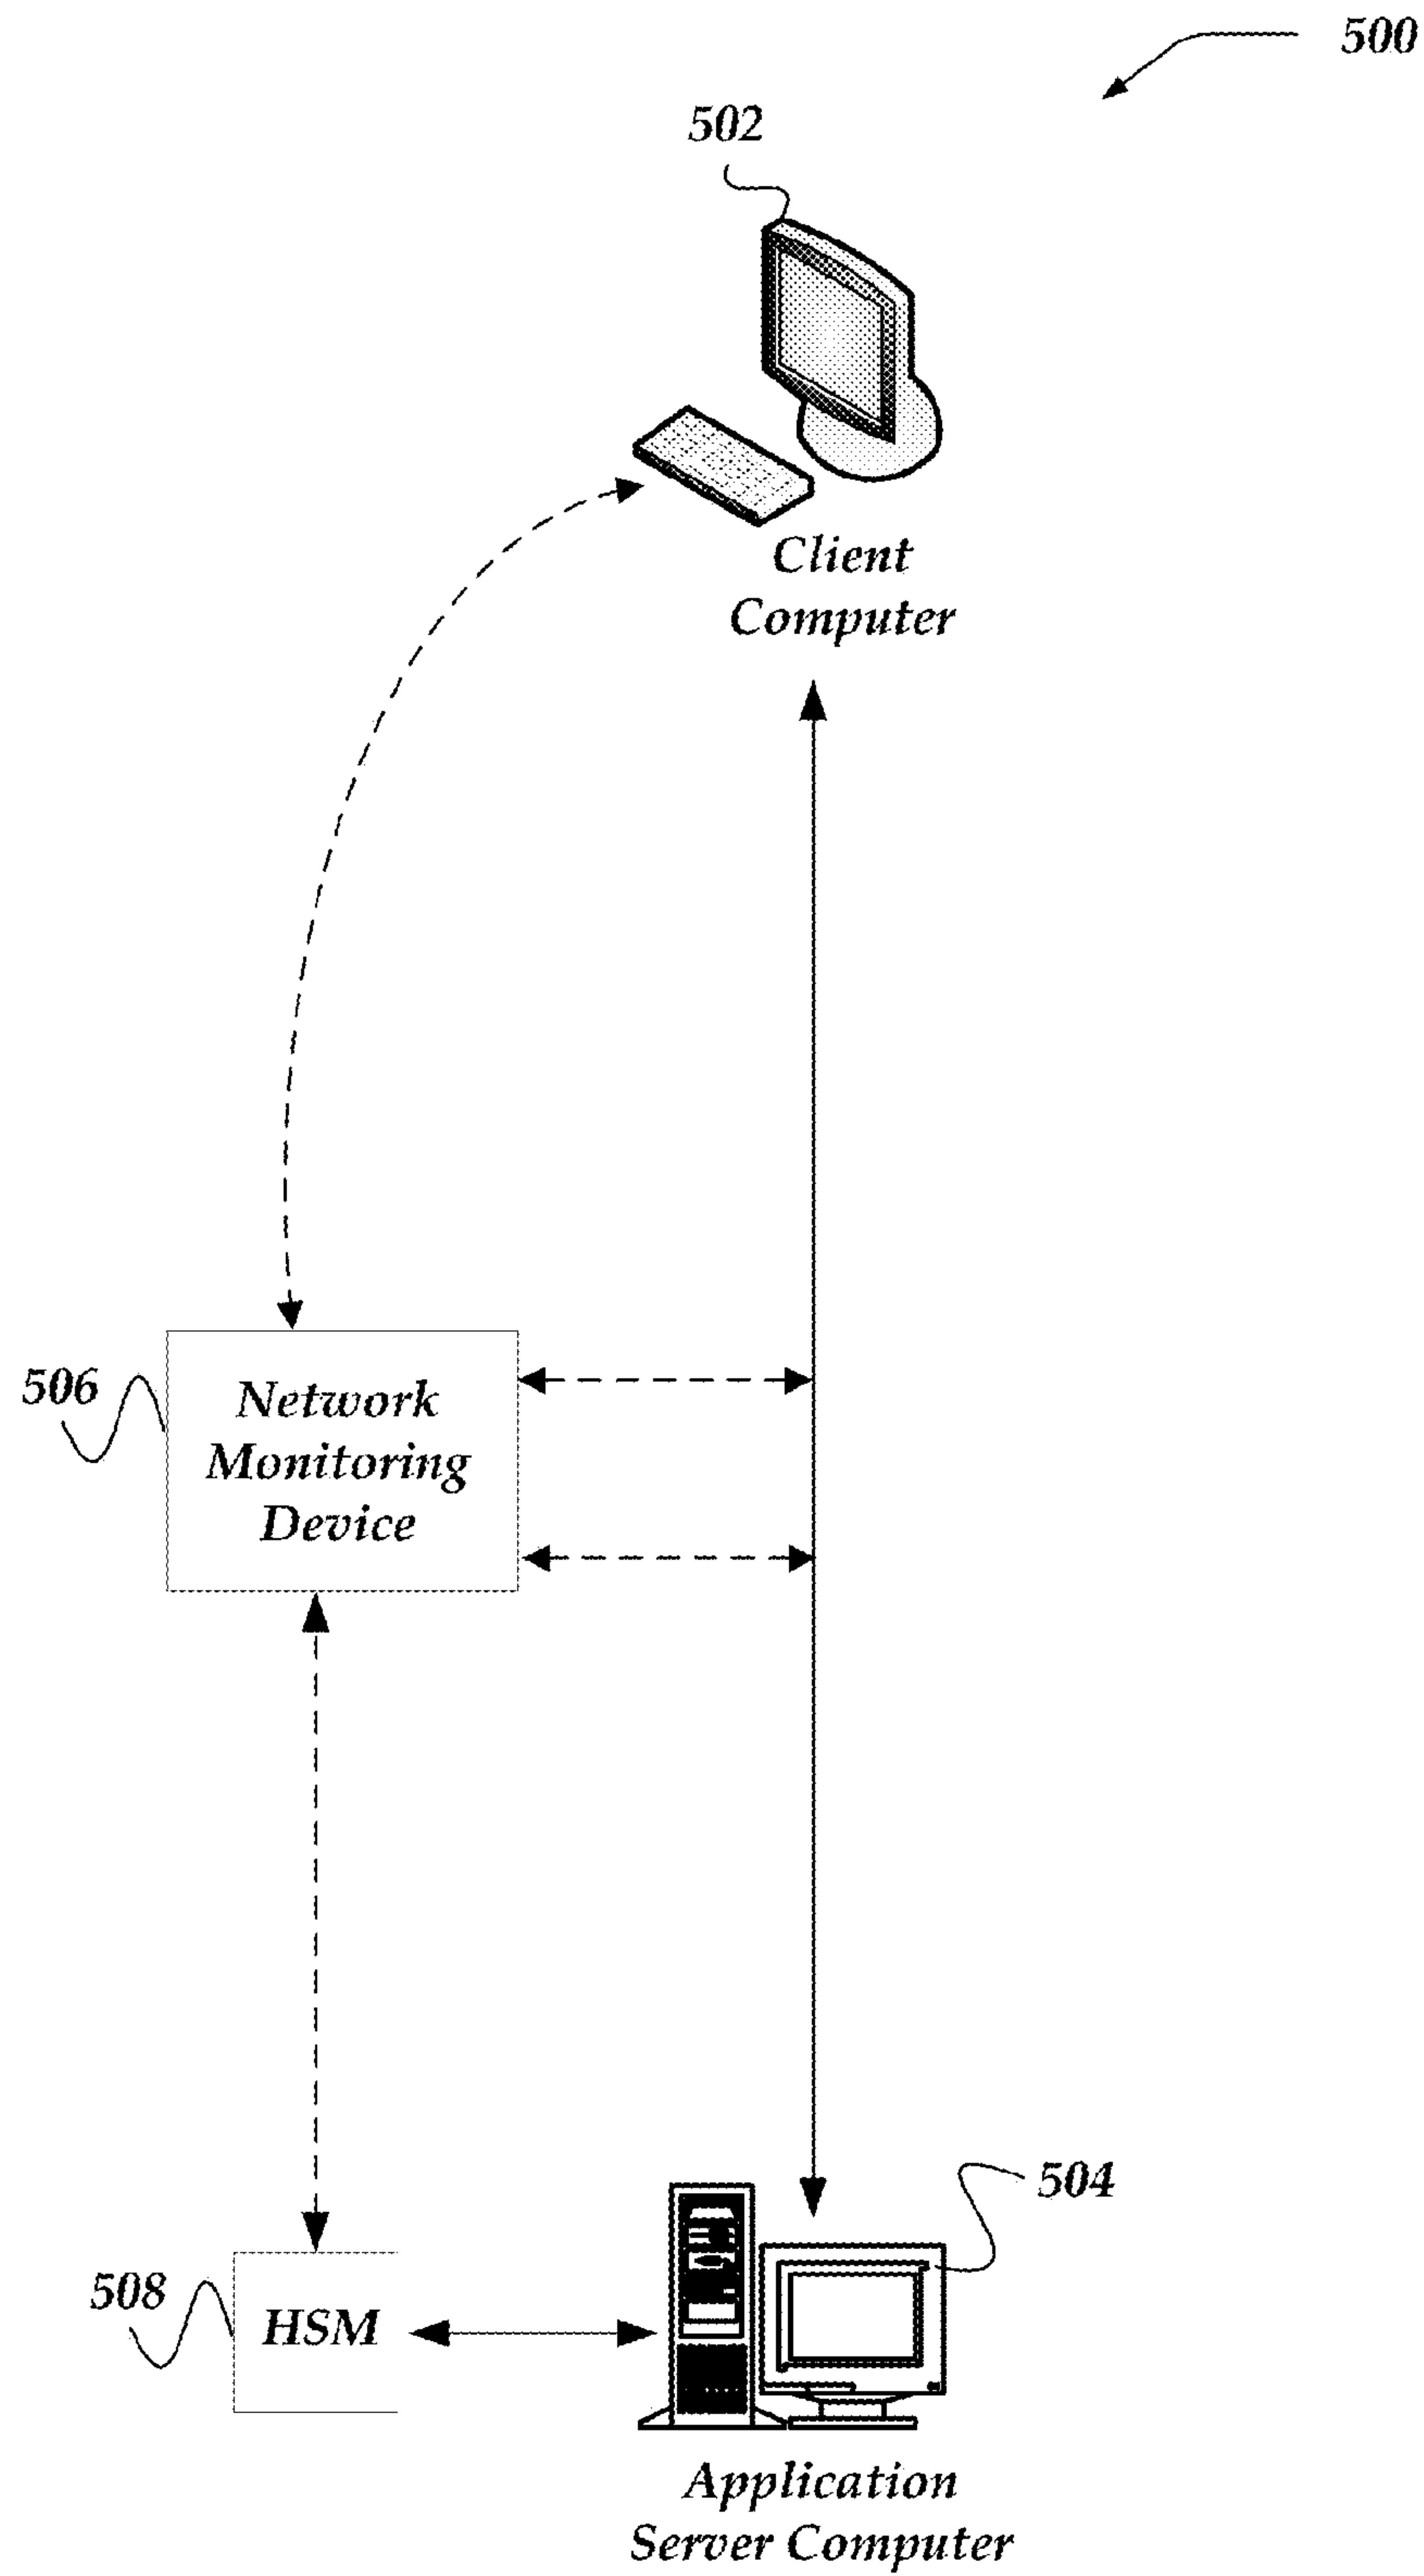 500
502
Client
Computer
506
Network
Monitoring
Device
504
508
HSM
Application
Server Computer